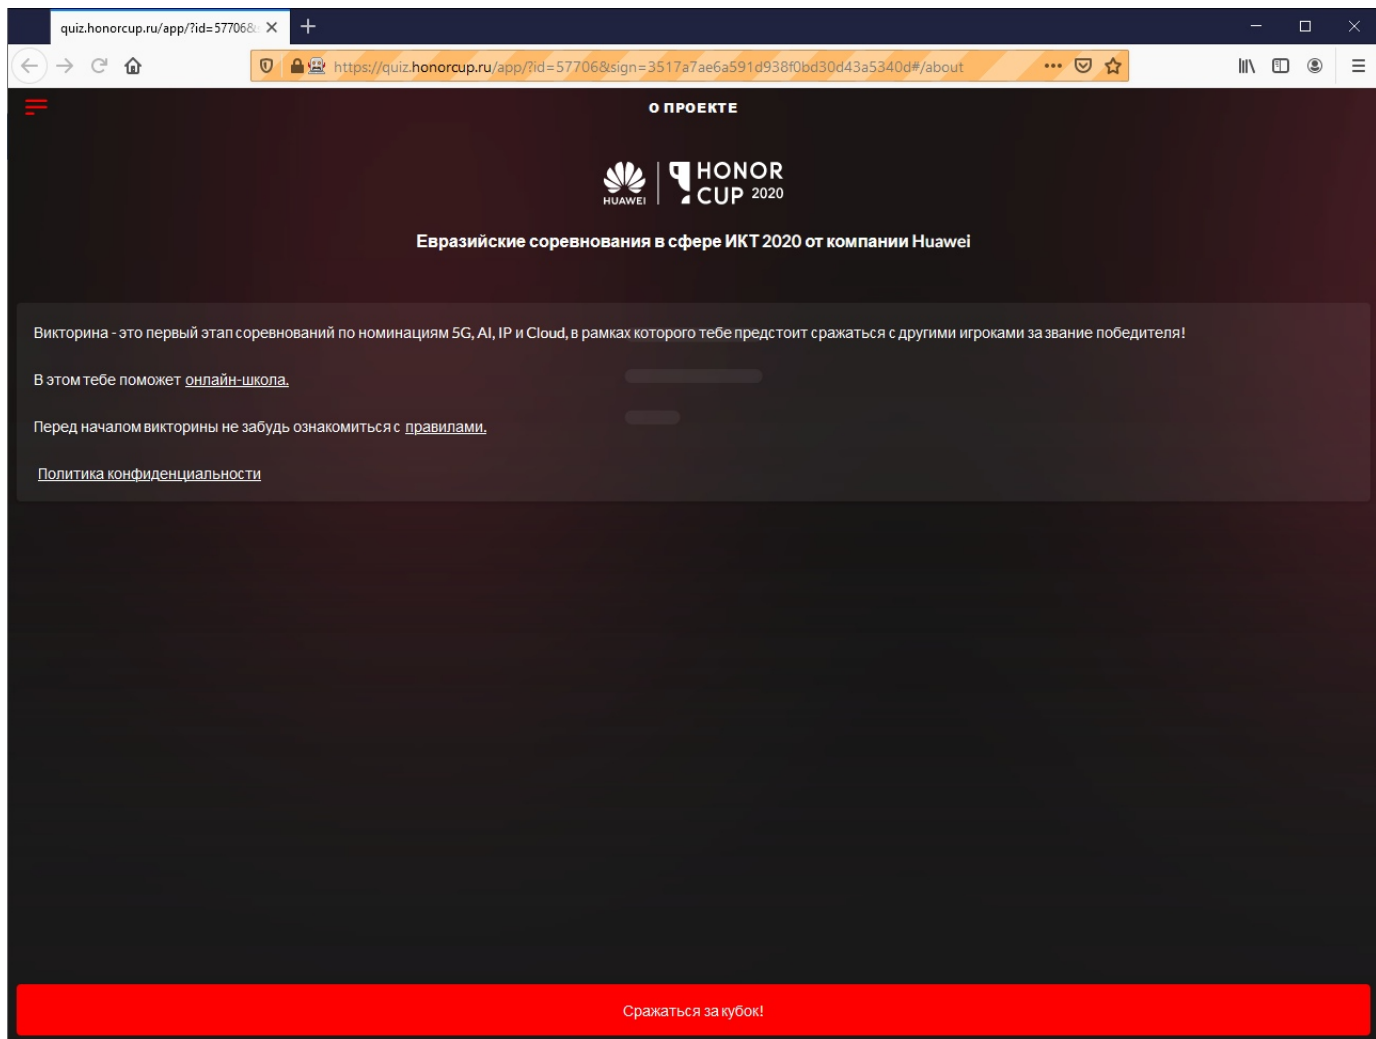 quiz.honorcup.ru/app/?id=57706&
https://quiz.honorcup.ru/app/?id=57706&sign=3517a7ae6a591d938f0bd30d43a5340d#/about
О ПРОЕКТЕ
HUAWEI
HONOR
CUP 2020
Евразийские соревнования в сфере ИКТ 2020 от компании Huawei
Викторина - это первый этап соревнований по номинациям 5G, AI, IP и Cloud, в рамках которого тебе предстоит сражаться с другими игроками за звание победителя!
В этом тебе поможет онлайн-школа.
Перед началом викторины не забудь ознакомиться с правилами.
Политика конфиденциальности
Сражаться за кубок!